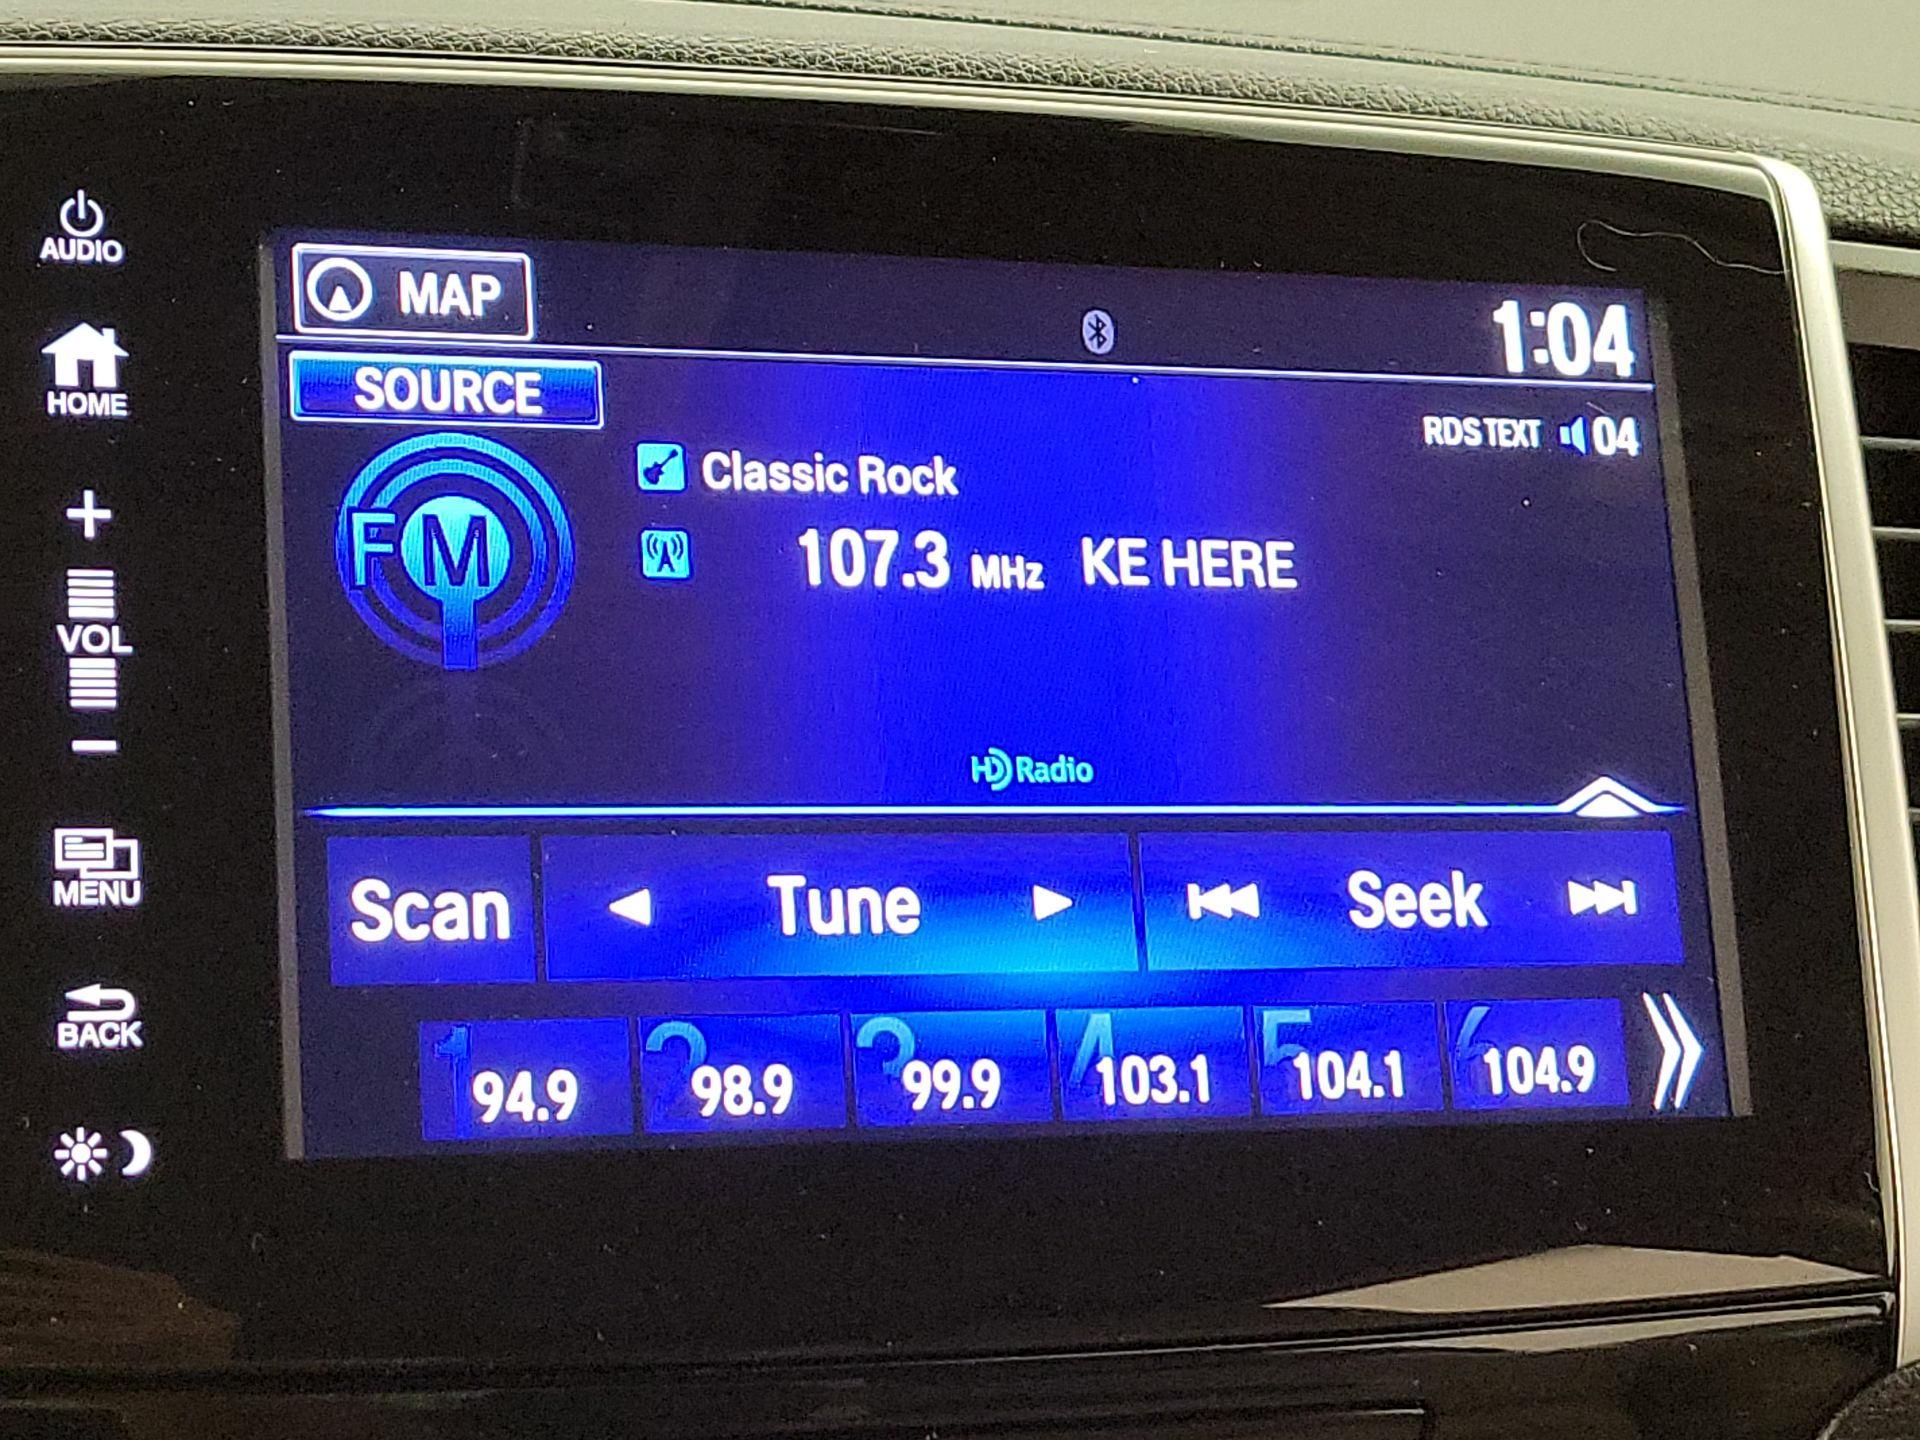 AUDIO
HOME
+
VOL
-
MENU
BACK
MAP
1:04
SOURCE
RDS TEXT 04
FM
Classic Rock
107.3 MHz KE HERE
HD Radio
Scan
Tune
Seek
1 94.9
2 98.9
3 99.9
4 103.1
5 104.1
6 104.9